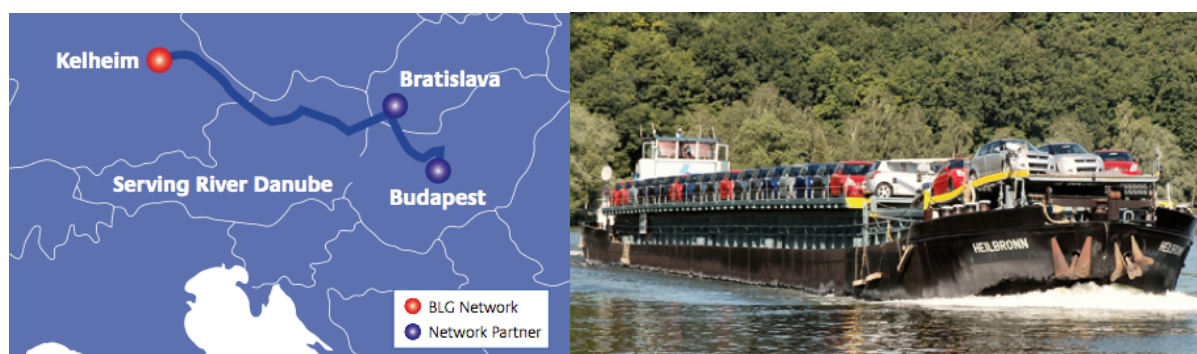 Kelheim
Bratislava
Serving River Danube
Budapest
BLG Network
Network Partner
HEILBRONN